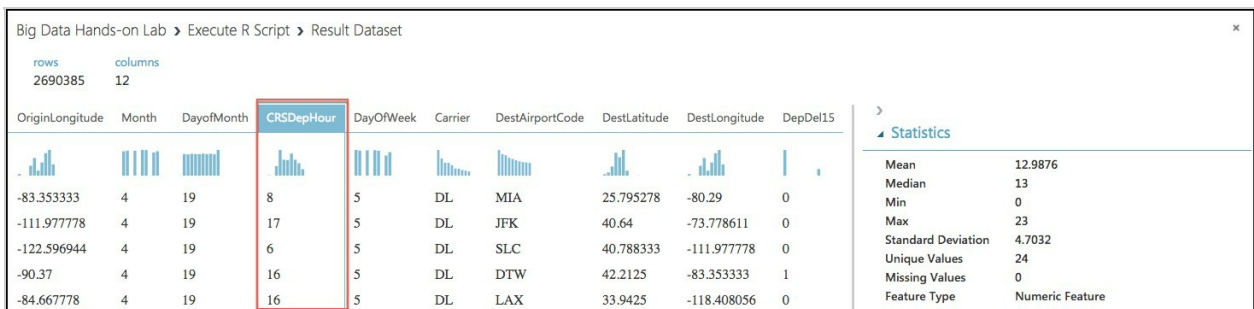 Big Data Hands-on Lab › Execute R Script › Result Dataset ×
rows columns
2690385 12
OriginLongitude Month DayofMonth CRSDepHour DayOfWeek Carrier DestAirportCode DestLatitude DestLongitude DepDel15
-83.353333 4 19 8 5 DL MIA 25.795278 -80.29 0
-111.977778 4 19 17 5 DL JFK 40.64 -73.778611 0
-122.596944 4 19 6 5 DL SLC 40.788333 -111.977778 0
-90.37 4 19 16 5 DL DTW 42.2125 -83.353333 1
-84.667778 4 19 16 5 DL LAX 33.9425 -118.408056 0
Statistics
Mean 12.9876
Median 13
Min 0
Max 23
Standard Deviation 4.7032
Unique Values 24
Missing Values 0
Feature Type Numeric Feature